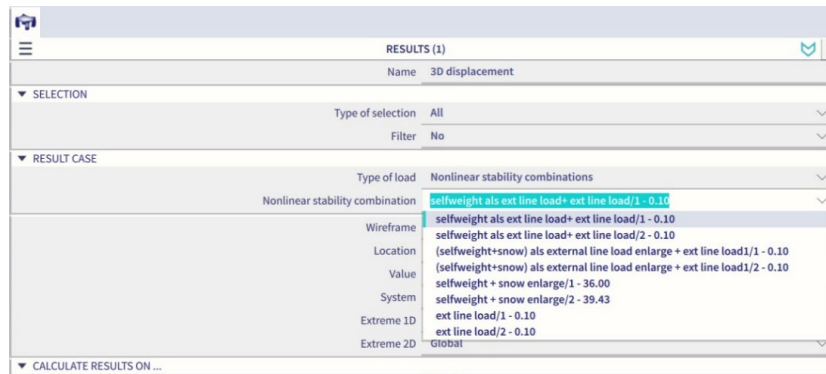 RESULTS (1)
Name 3D displacement
SELECTION
Type of selection All
Filter No
RESULT CASE
Type of load Nonlinear stability combinations
Nonlinear stability combination selfweight als ext line load+ ext line load/1 - 0.10
selfweight als ext line load+ ext line load/1 - 0.10
Wireframe
selfweight als ext line load+ ext line load/2 - 0.10
Location (selfweight+snow) als external line load enlarge + ext line load1/1 - 0.10
(selfweight+snow) als external line load enlarge + ext line load1/2 - 0.10
Value
selfweight + snow enlarge/1 - 36.00
System selfweight + snow enlarge/2 - 39.43
Extreme 1D ext line load/1 - 0.10
ext line load/2 - 0.10
Extreme 2D Global
CALCULATE RESULTS ON ...